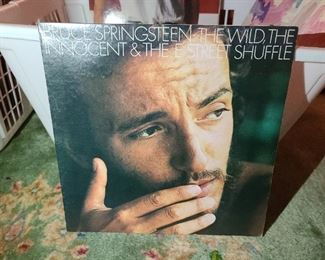 BRUCE SPRINGSTEEN·THE WILD, THE
INNOCENT & THE E STREET SHUFFLE